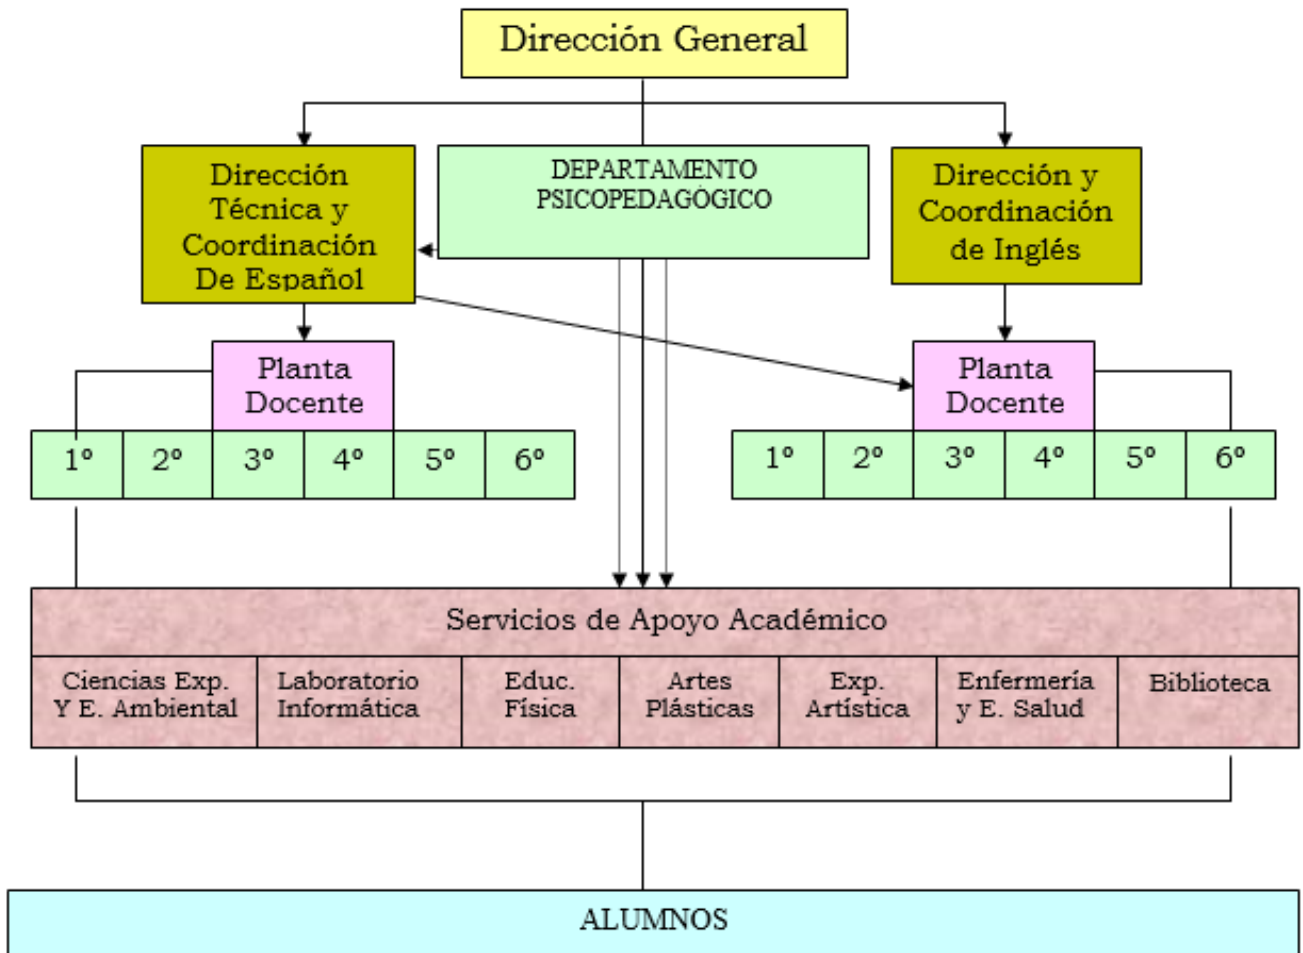 Dirección General
Dirección
Técnica y
Coordinación
De Español
DEPARTAMENTO
PSICOPEDAGÓGICO
Dirección y
Coordinación
de Inglés
Planta
Docente
Planta
Docente
1º 2º 3º 4º 5º 6º
1º 2º 3º 4º 5º 6º
Servicios de Apoyo Académico
Ciencias Exp.
Y E. Ambiental
Laboratorio
Informática
Educ.
Física
Artes
Plásticas
Exp.
Artística
Enfermería
y E. Salud
Biblioteca
ALUMNOS